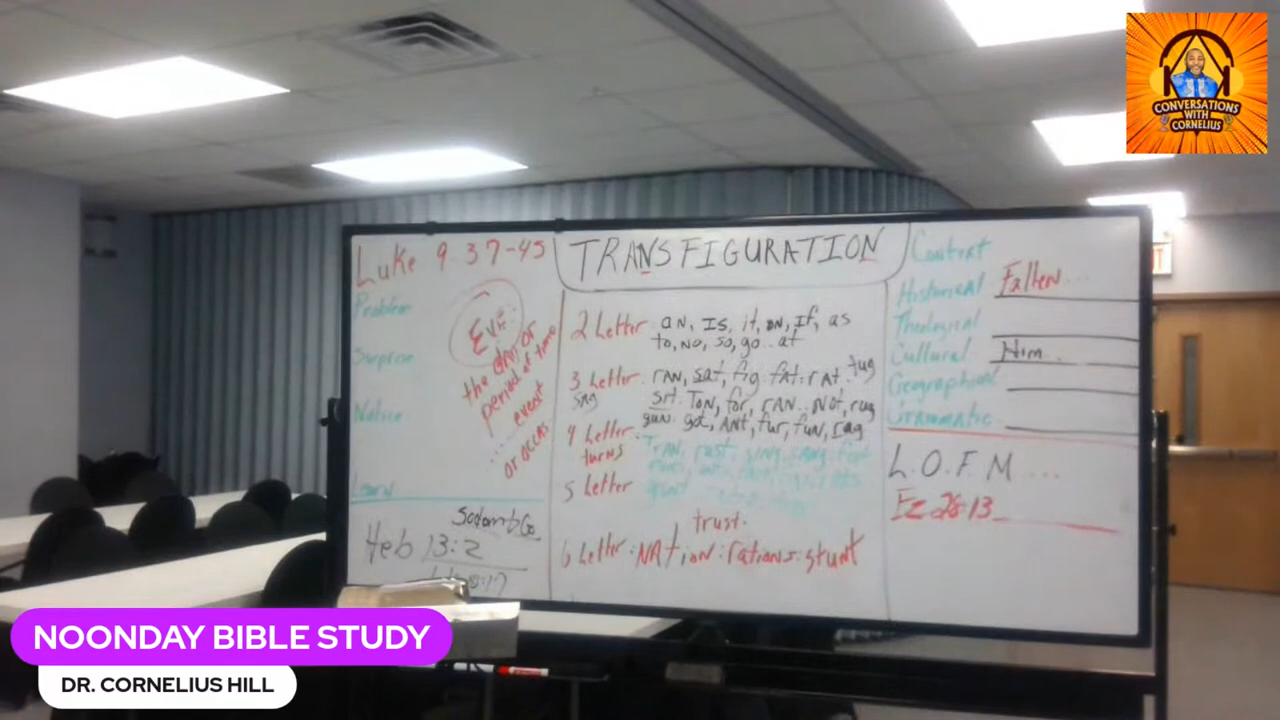 Luke 9 37-45
Problem
Surprise
Notice
Learn
Eve
the day or
period of time
event
or occas
Sodom & Go
Heb 13:2
TRANSFIGURATION
2 Letter an, Is, it, on, If, as
to, no, so, go at
3 Letter ran, sat, fig fat: rat tug
sag sit Ton, for, ran Not, rug
gun got, ANT, fur, fun, rag
4 Letter
turns rust sing sang
5 Letter
trust.
6 Letter: NAtion: rations: stunt
Context
Historical Fallen...
Theological
Cultural Him
Geographical
Grammatic
L.O.F.M....
Ez 28:13
CONVERSATIONS
WITH
CORNELIUS
NOONDAY BIBLE STUDY
DR. CORNELIUS HILL